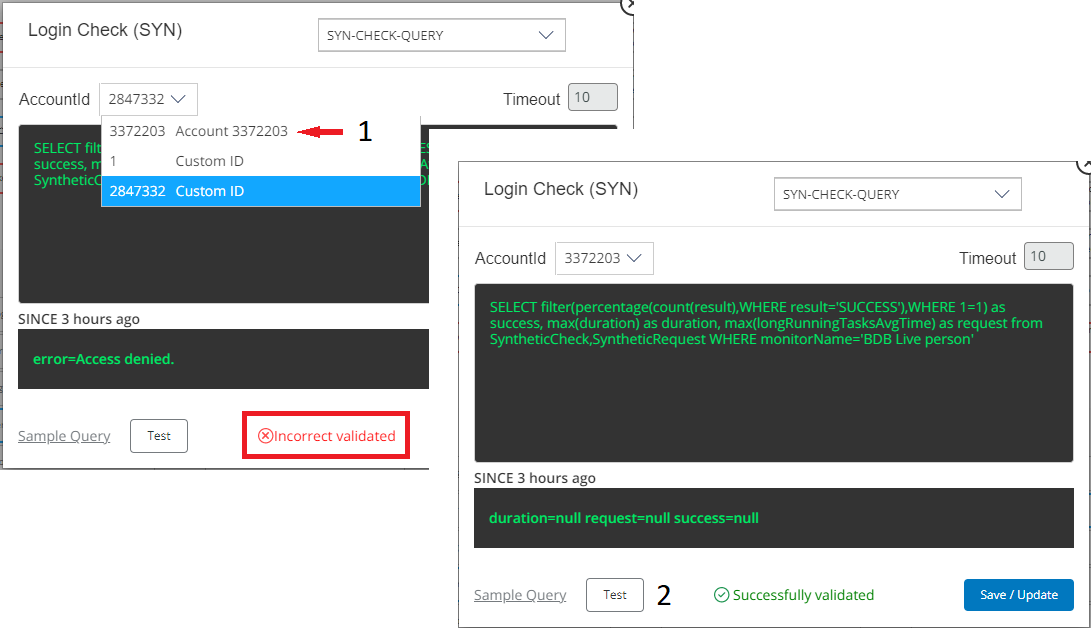 Login Check (SYN)
SYN-CHECK-QUERY
AccountId
2847332
Timeout
10
3372203 Account 3372203
1
1 Custom ID
2847332 Custom ID
SELECT filt
success, m
SyntheticC
SINCE 3 hours ago
error=Access denied.
Sample Query
Test
Incorrect validated
Login Check (SYN)
SYN-CHECK-QUERY
AccountId
3372203
Timeout
10
SELECT filter(percentage(count(result),WHERE result='SUCCESS'),WHERE 1=1) as
success, max(duration) as duration, max(longRunningTasksAvgTime) as request from
SyntheticCheck,SyntheticRequest WHERE monitorName='BDB Live person'
SINCE 3 hours ago
duration=null request=null success=null
Sample Query
Test
2
Successfully validated
Save / Update